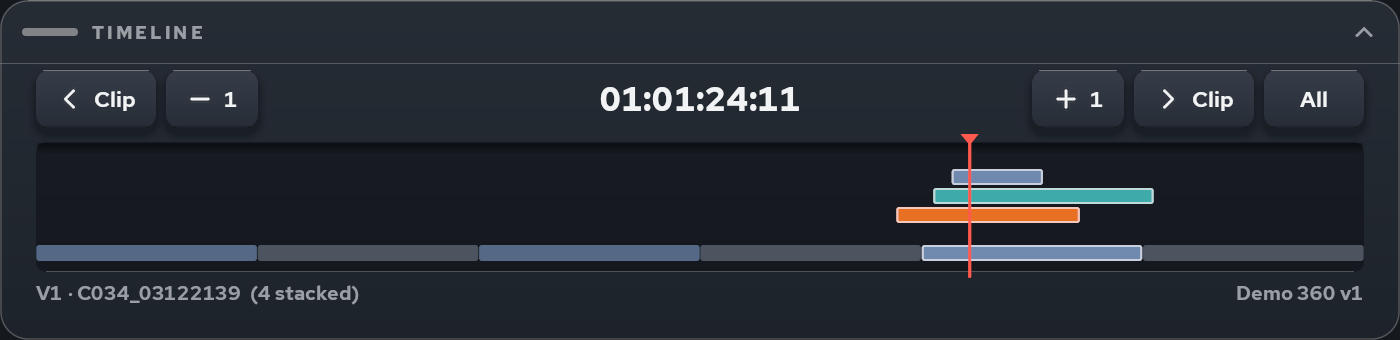 TIMELINE
Clip
1
01:01:24:11
1
Clip
All
V1 · C034_03122139 (4 stacked)
Demo 360 v1